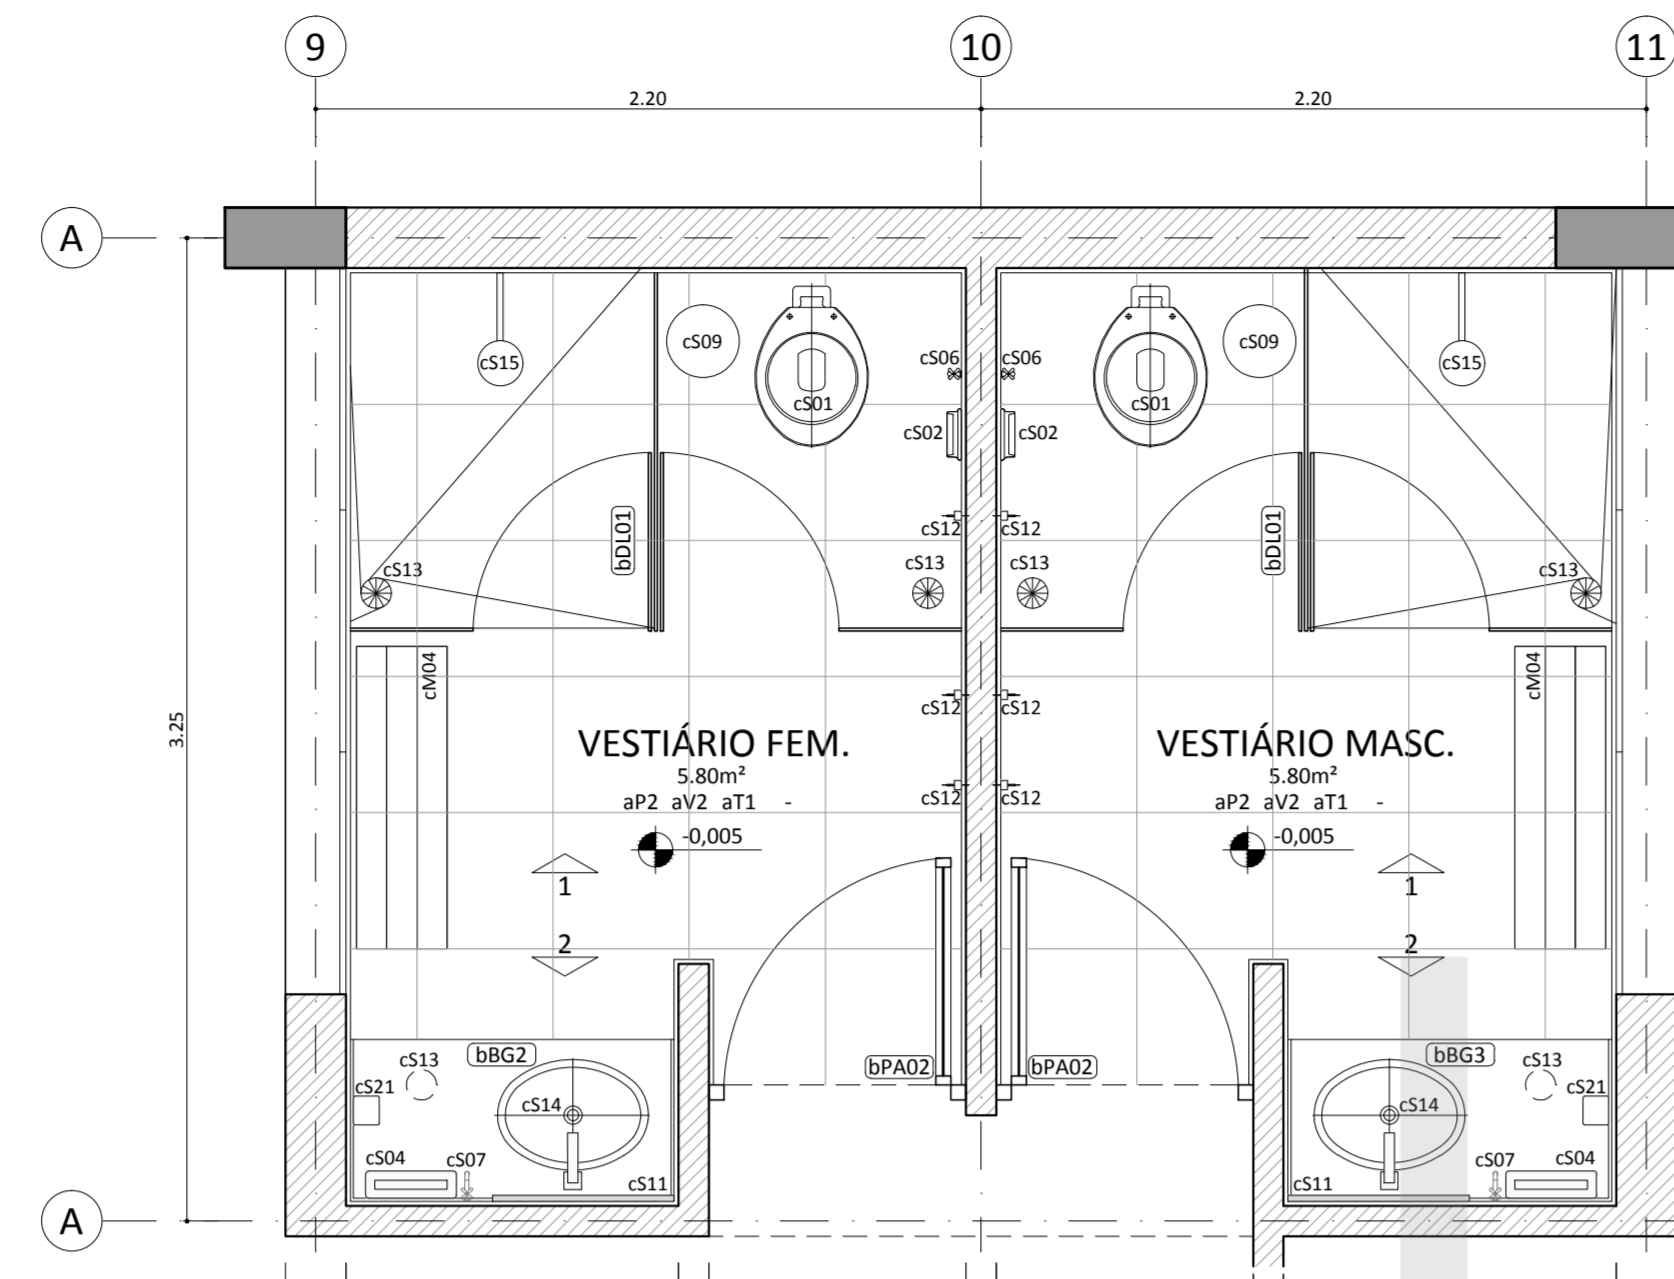 9 10 11
2.20 2.20
A
cS15 cS09 cS01 cS06 cS06 cS01 cS09 cS15
cS02 cS02
bDL01 cS12 cS12 bDL01
cS13 cS13 cS13 cS13
cM04 cM04
cS12 cS12
3.25
VESTIÁRIO FEM. VESTIÁRIO MASC.
5.80m² 5.80m²
aP2 aV2 aT1 - aP2 aV2 aT1 -
cS12 cS12
-0,005 -0,005
1 1
2 2
cS13 bBG2 bPA02 bPA02 bBG3 cS13
cS21 cS14 cS14 cS21
cS04 cS07 cS11 cS11 cS07 cS04
A